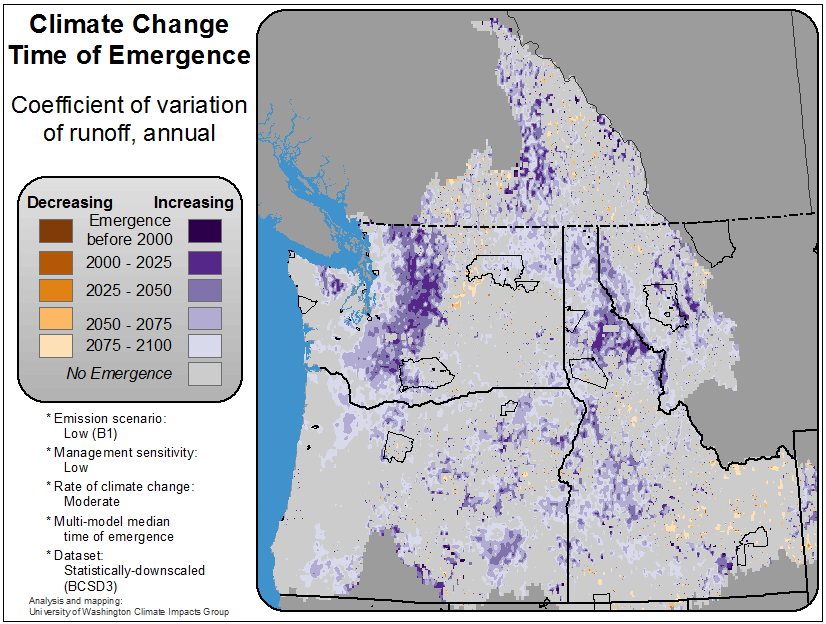 Climate Change
Time of Emergence
Coefficient of variation
of runoff, annual
Decreasing Increasing
Emergence
before 2000
2000 - 2025
2025 - 2050
2050 - 2075
2075 - 2100
No Emergence
* Emission scenario:
Low (B1)
* Management sensitivity:
Low
* Rate of climate change:
Moderate
* Multi-model median
time of emergence
* Dataset:
Statistically-downscaled
(BCSD3)
Analysis and mapping:
University of Washington Climate Impacts Group